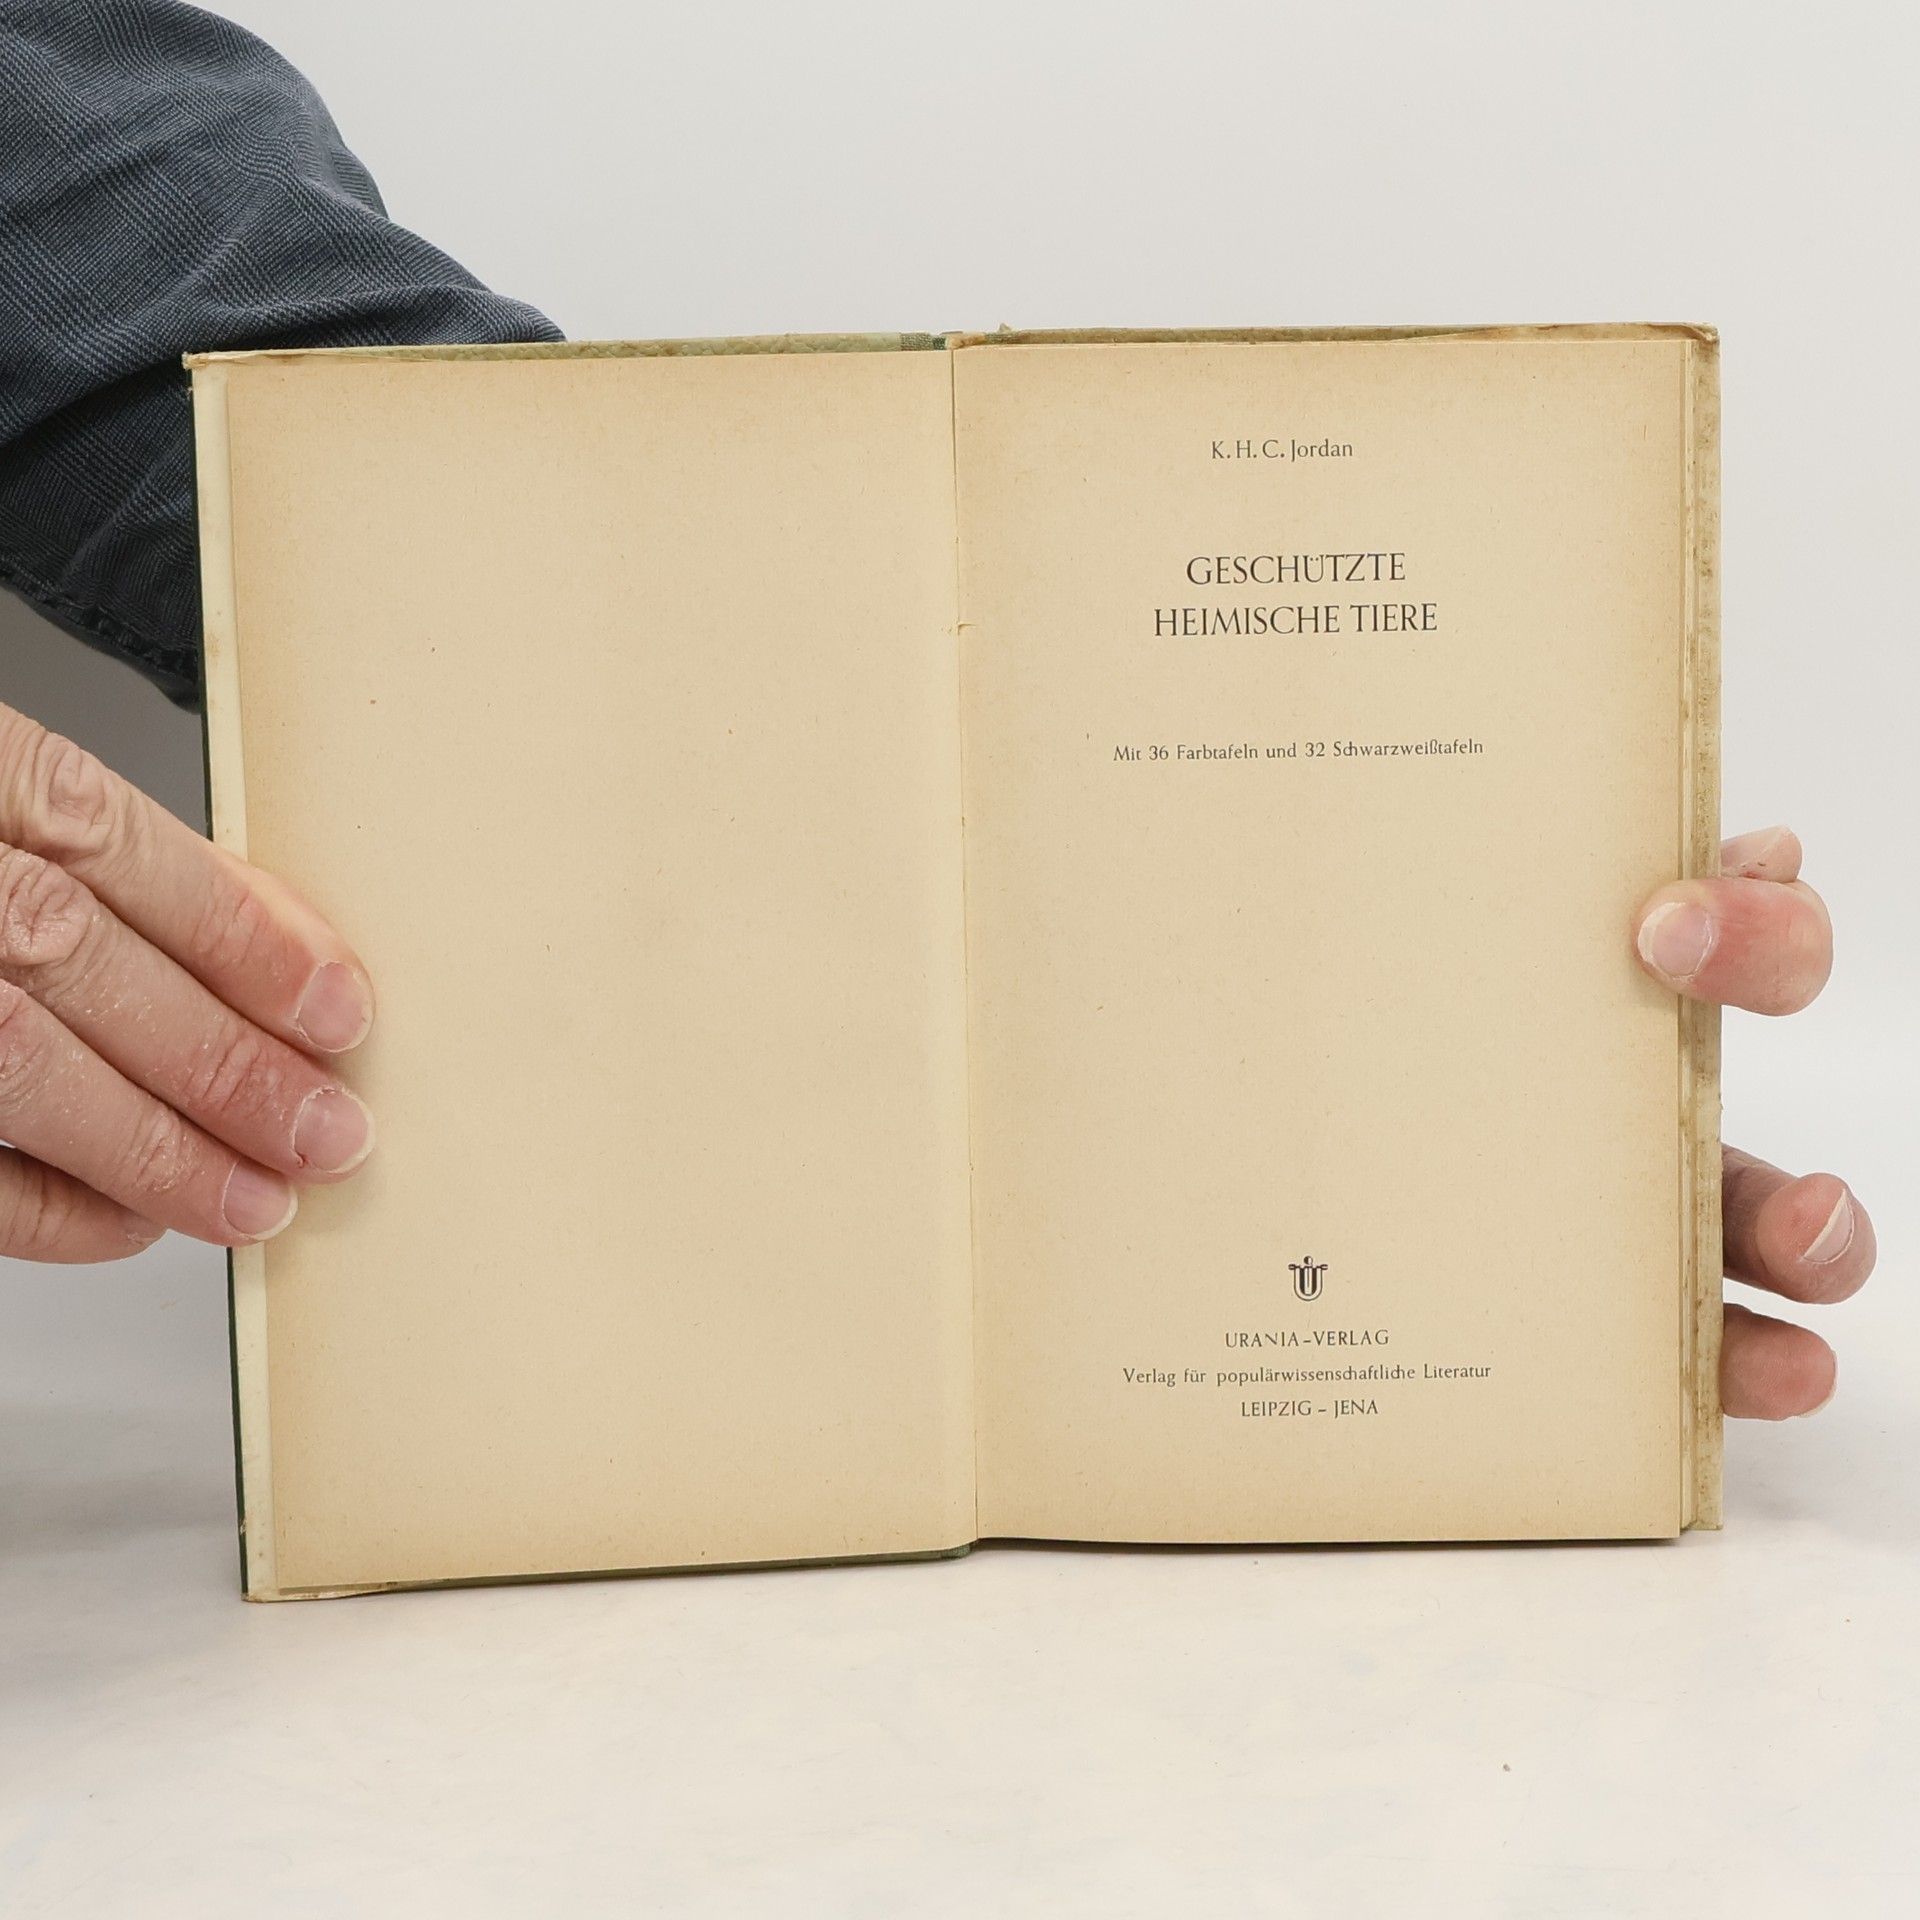 K. H. C. Jordan
GESCHÜTZTE
HEIMISCHE TIERE
Mit 36 Farbtafeln und 32 Schwarzweißtafeln
URANIA-VERLAG
Verlag für populärwissenschaftliche Literatur
LEIPZIG – JENA